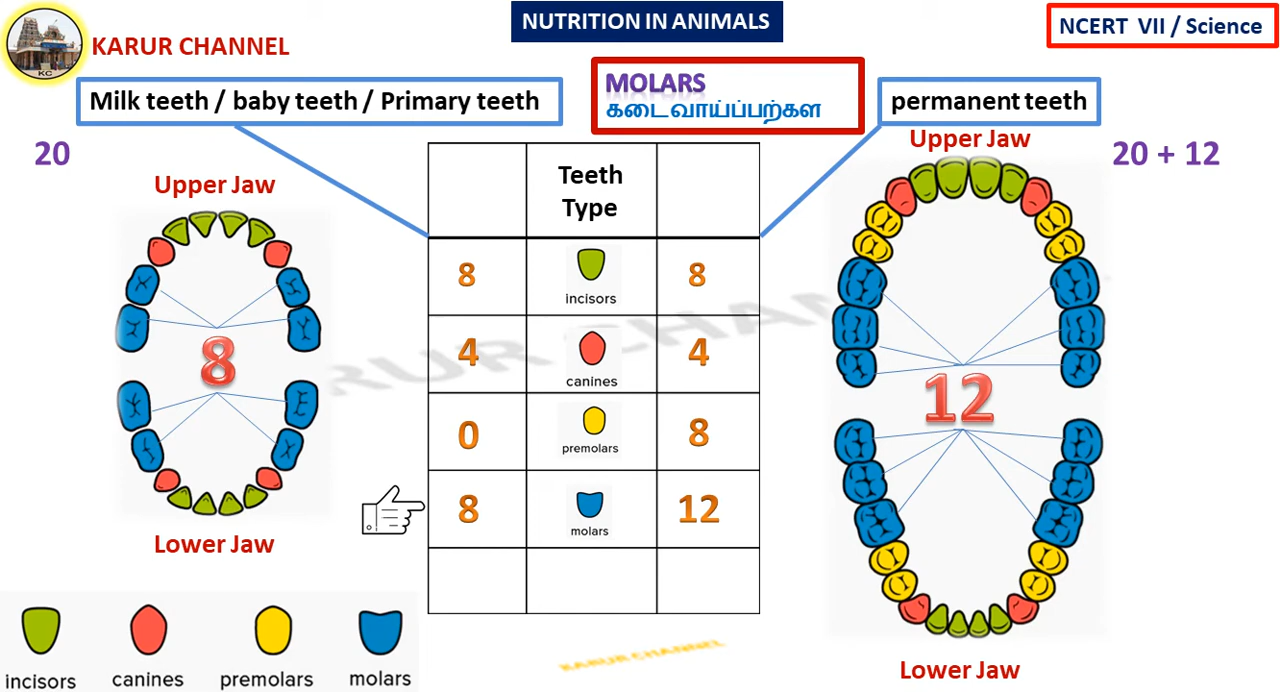 KARUR CHANNEL
KC
NUTRITION IN ANIMALS
NCERT VII / Science
Milk teeth / baby teeth / Primary teeth
MOLARS
கடைவாய்ப்பற்கள
permanent teeth
20
20 + 12
Upper Jaw
Upper Jaw
Teeth
Type
8
incisors
8
4
canines
4
0
premolars
8
8
molars
12
8
12
Lower Jaw
Lower Jaw
incisors
canines
premolars
molars
KARUR CHANNEL